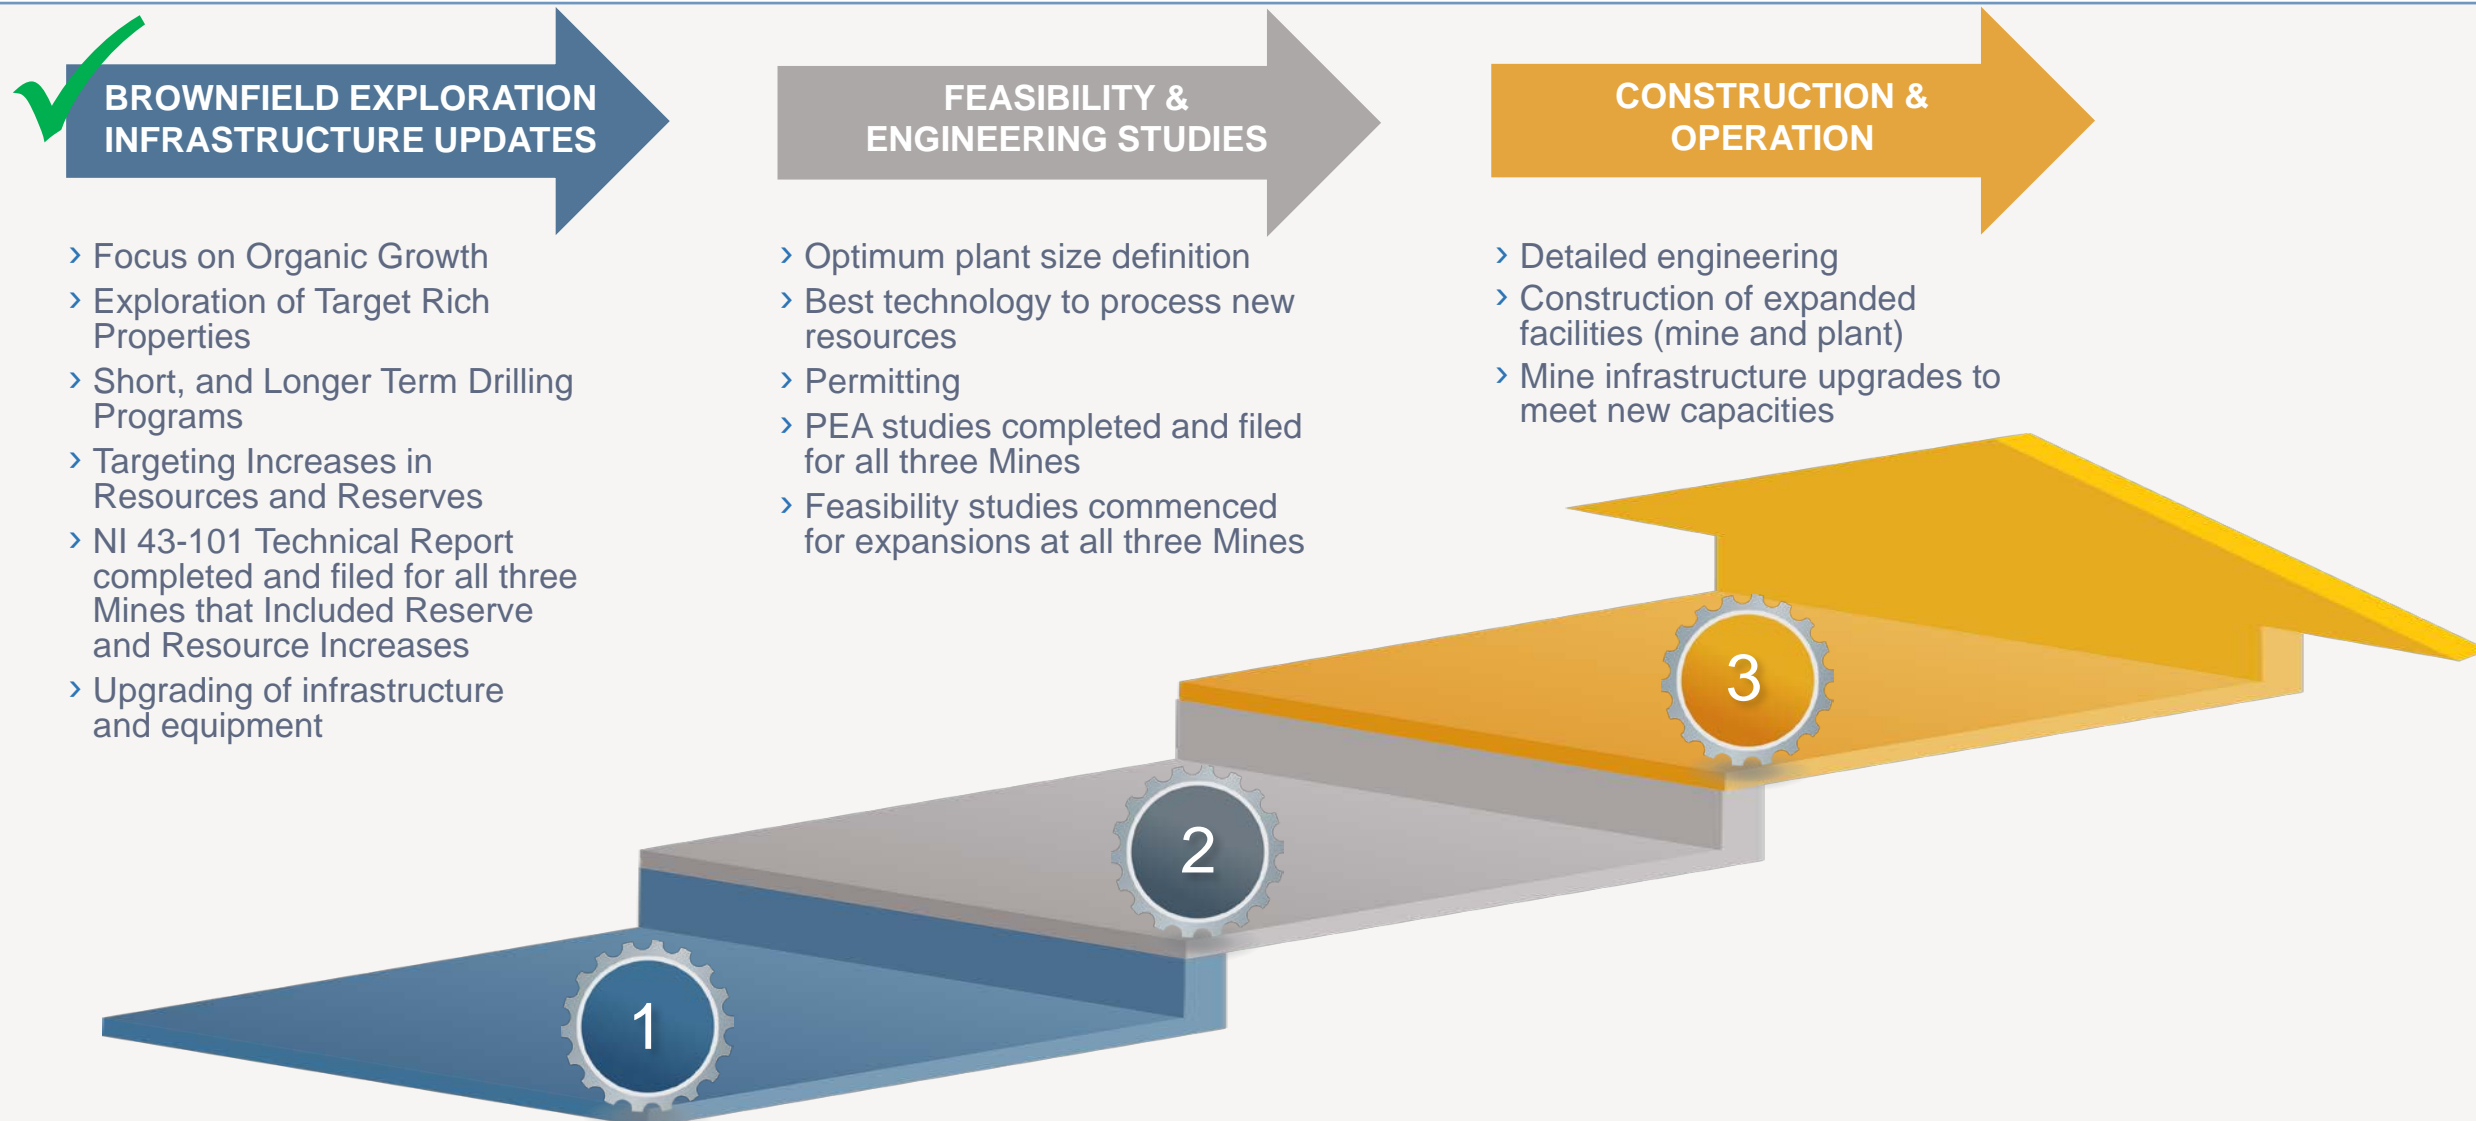 BROWNFIELD EXPLORATION
INFRASTRUCTURE UPDATES
› Focus on Organic Growth
› Exploration of Target Rich
Properties
› Short, and Longer Term Drilling
Programs
› Targeting Increases in
Resources and Reserves
› NI 43-101 Technical Report
completed and filed for all three
Mines that Included Reserve
and Resource Increases
› Upgrading of infrastructure
and equipment
FEASIBILITY &
ENGINEERING STUDIES
› Optimum plant size definition
› Best technology to process new
resources
› Permitting
› PEA studies completed and filed
for all three Mines
› Feasibility studies commenced
for expansions at all three Mines
CONSTRUCTION &
OPERATION
› Detailed engineering
› Construction of expanded
facilities (mine and plant)
› Mine infrastructure upgrades to
meet new capacities
1
2
3